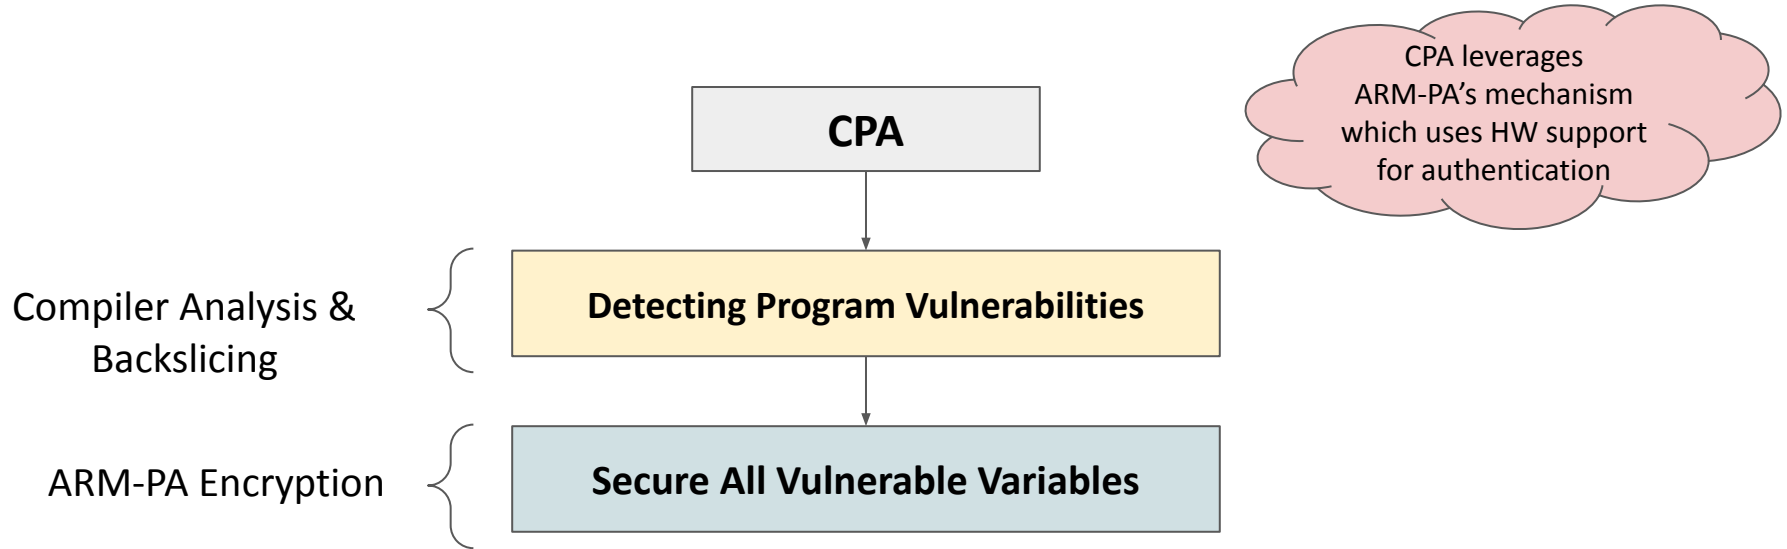 CPA leverages
ARM-PA’s mechanism
which uses HW support
for authentication
CPA
Detecting Program Vulnerabilities
Compiler Analysis &
Backslicing
Secure All Vulnerable Variables
ARM-PA Encryption